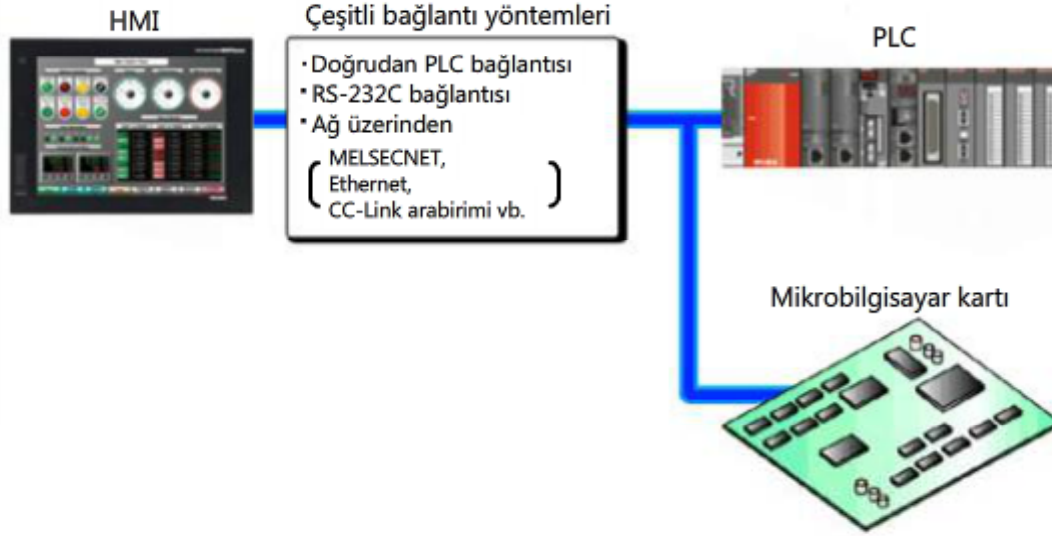 HMI
Çeşitli bağlantı yöntemleri
・Doğrudan PLC bağlantısı
・RS-232C bağlantısı
・Ağ üzerinden
MELSECNET,
Ethernet,
CC-Link arabirimi vb.
PLC
Mikrobilgisayar kartı